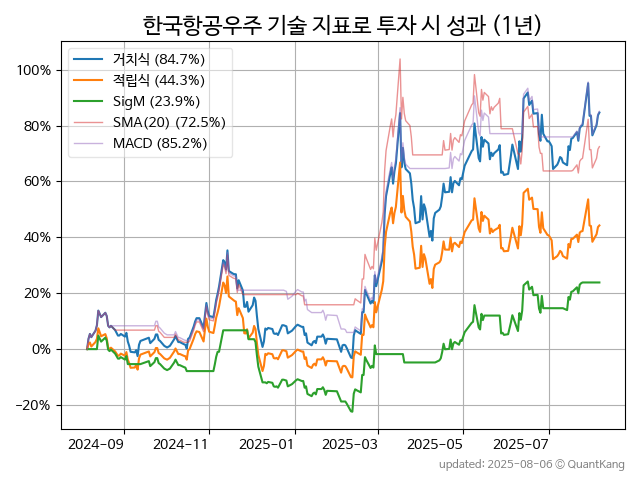 한국항공우주 기술 지표로 투자 시 성과 (1년)
거치식 (84.7%)
적립식 (44.3%)
SigM (23.9%)
SMA(20) (72.5%)
MACD (85.2%)
100%
80%
60%
40%
20%
0%
−20%
2024-09 2024-11 2025-01 2025-03 2025-05 2025-07
updated: 2025-08-06 © QuantKang